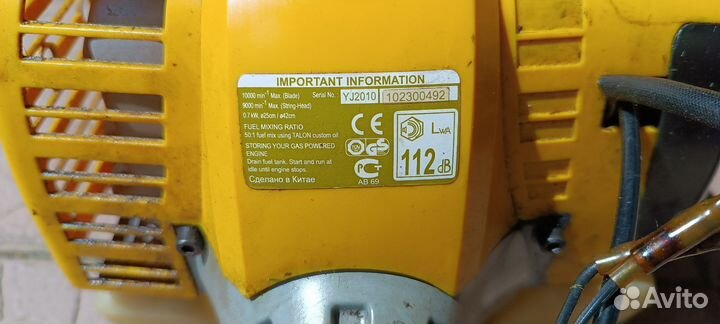 IMPORTANT INFORMATION
10000 min⁻¹ Max. (Blade) Serial No. YJ2010 102300492
9000 min⁻¹ Max. (String-Head)
0.7 kW, ø25cm / ø42cm
FUEL MIXING RATIO
50:1 fuel mix using TALON custom oil
STORING YOUR GAS POWERED
ENGINE
Drain fuel tank. Start and run at
idle until engine stops.
Сделано в Китае
CE
TÜV GS
РСТ
АВ 69
LWA
112 dB
Avito